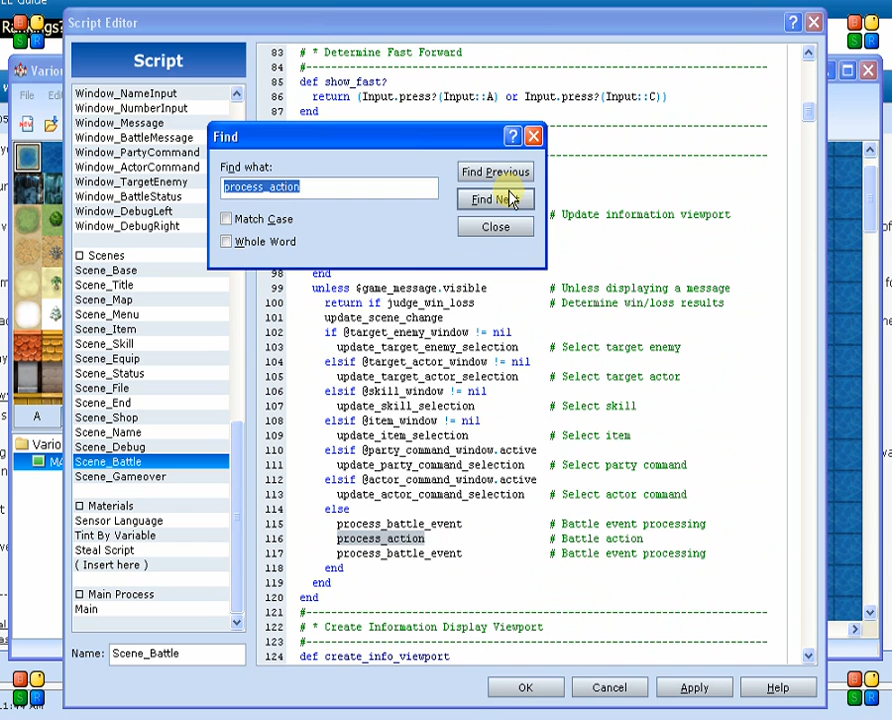 LE Guide
Script Editor
Rankings?
Script
Window_NameInput
Window_NumberInput
Window_Message
Window_BattleMessage
Window_PartyCommand
Window_ActorCommand
Window_TargetEnemy
Window_BattleStatus
Window_DebugLeft
Window_DebugRight
□ Scenes
Scene_Base
Scene_Title
Scene_Map
Scene_Menu
Scene_Item
Scene_Skill
Scene_Equip
Scene_Status
Scene_File
Scene_End
Scene_Shop
Scene_Name
Scene_Debug
Scene_Battle
Scene_Gameover
□ Materials
Sensor Language
Tint By Variable
Steal Script
( Insert here )
□ Main Process
Main
Name: Scene_Battle
83 # * Determine Fast Forward
84 #--------------------------------------------------------------------------
85 def show_fast?
86 return (Input.press?(Input::A) or Input.press?(Input::C))
87 end
# Update information viewport
98 end
99 unless $game_message.visible # Unless displaying a message
100 return if judge_win_loss # Determine win/loss results
101 update_scene_change
102 if @target_enemy_window != nil
103 update_target_enemy_selection # Select target enemy
104 elsif @target_actor_window != nil
105 update_target_actor_selection # Select target actor
106 elsif @skill_window != nil
107 update_skill_selection # Select skill
108 elsif @item_window != nil
109 update_item_selection # Select item
110 elsif @party_command_window.active
111 update_party_command_selection # Select party command
112 elsif @actor_command_window.active
113 update_actor_command_selection # Select actor command
114 else
115 process_battle_event # Battle event processing
116 process_action # Battle action
117 process_battle_event # Battle event processing
118 end
119 end
120 end
121 #--------------------------------------------------------------------------
122 # * Create Information Display Viewport
123 #--------------------------------------------------------------------------
124 def create_info_viewport
Find
Find what:
process_action
Match Case
Whole Word
Find Previous
Find Ne
Close
OK
Cancel
Apply
Help
Vario
File
A
Vario